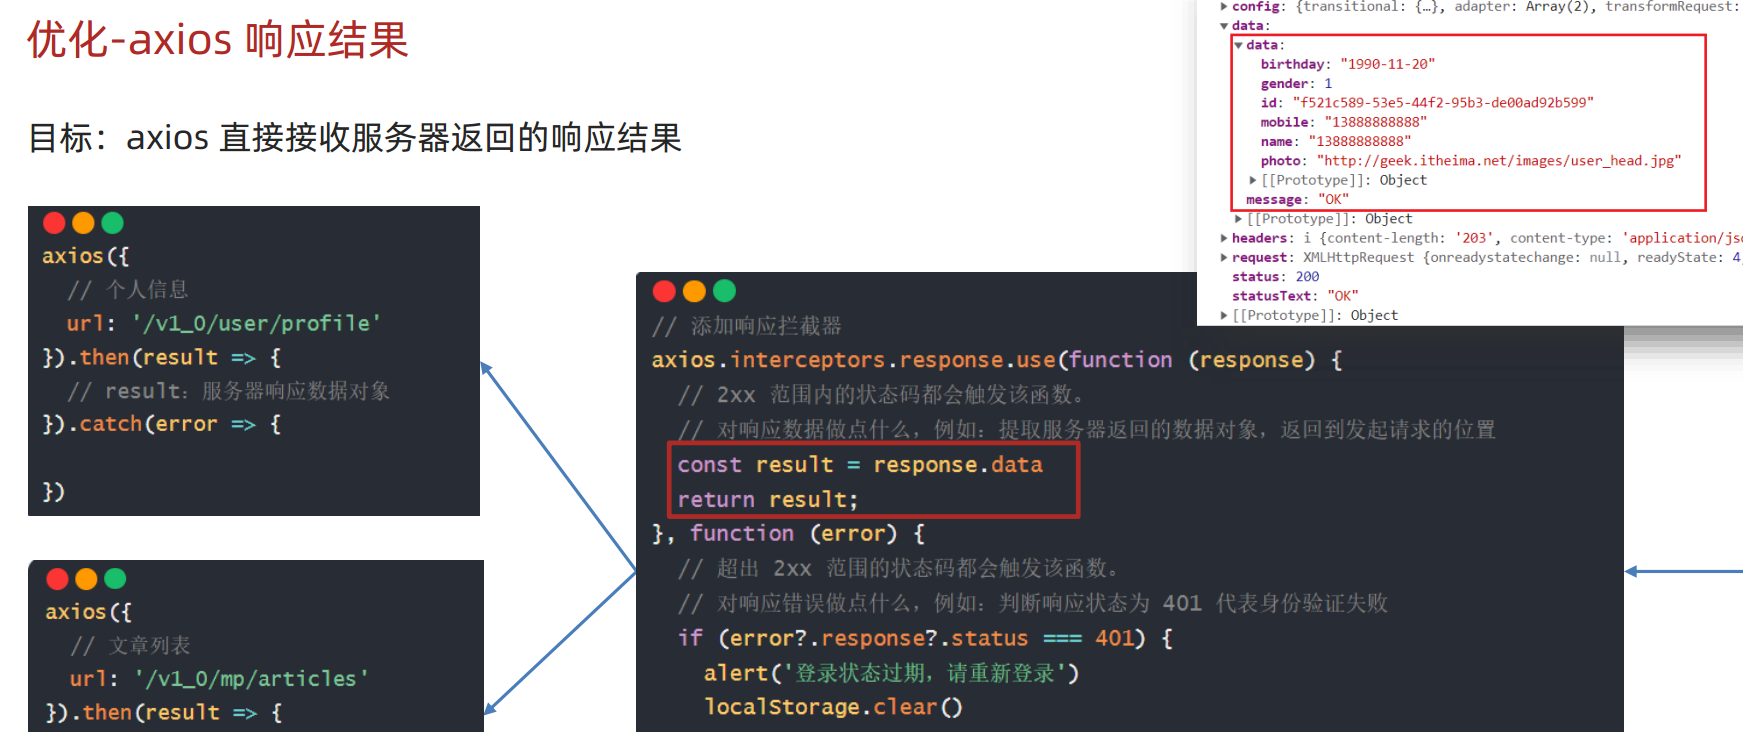 优化-axios 响应结果
目标：axios 直接接收服务器返回的响应结果
axios({
// 个人信息
url: '/v1_0/user/profile'
}).then(result => {
// result：服务器响应数据对象
}).catch(error => {
})
axios({
// 文章列表
url: '/v1_0/mp/articles'
}).then(result => {
// 添加响应拦截器
axios.interceptors.response.use(function (response) {
// 2xx 范围内的状态码都会触发该函数。
// 对响应数据做点什么，例如：提取服务器返回的数据对象，返回到发起请求的位置
const result = response.data
return result;
}, function (error) {
// 超出 2xx 范围的状态码都会触发该函数。
// 对响应错误做点什么，例如：判断响应状态为 401 代表身份验证失败
if (error?.response?.status === 401) {
alert('登录状态过期，请重新登录')
localStorage.clear()
config: {transitional: {…}, adapter: Array(2), transformRequest:
data:
data:
birthday: "1990-11-20"
gender: 1
id: "f521c589-53e5-44f2-95b3-de00ad92b599"
mobile: "13888888888"
name: "13888888888"
photo: "http://geek.itheima.net/images/user_head.jpg"
[[Prototype]]: Object
message: "OK"
[[Prototype]]: Object
headers: i {content-length: '203', content-type: 'application/jso
request: XMLHttpRequest {onreadystatechange: null, readyState: 4,
status: 200
statusText: "OK"
[[Prototype]]: Object